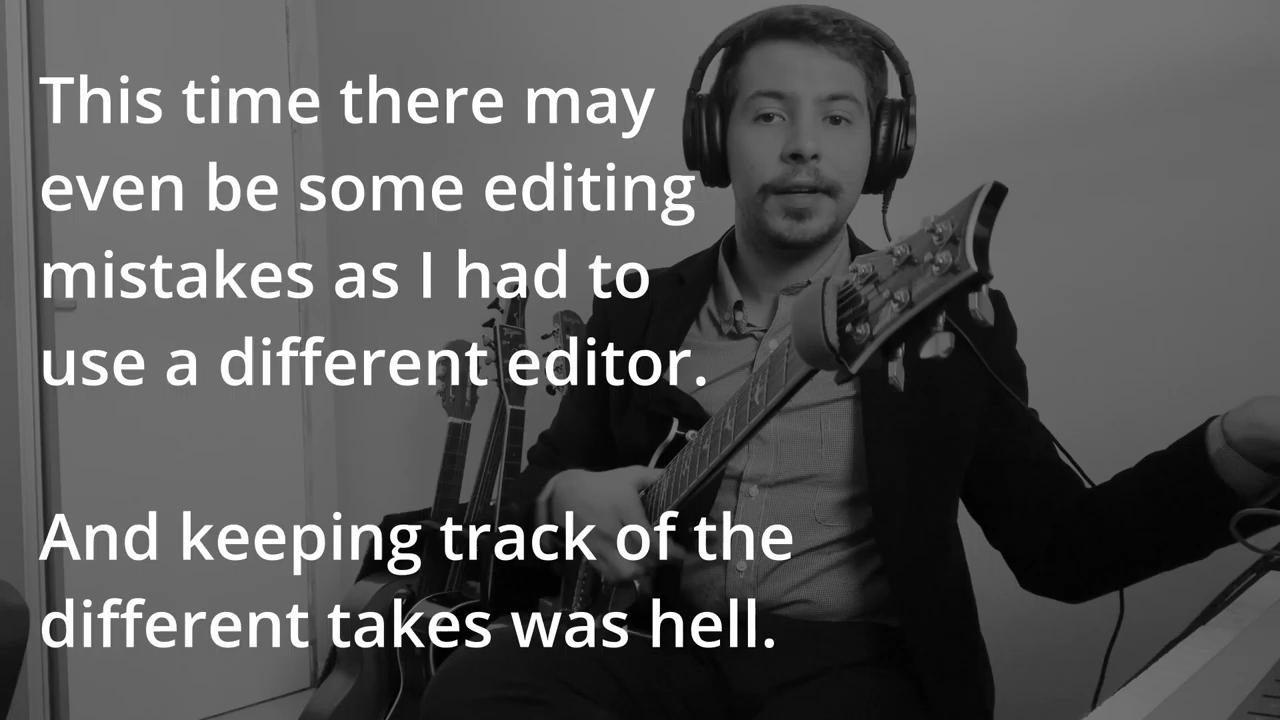 This time there may
even be some editing
mistakes as I had to
use a different editor.
And keeping track of the
different takes was hell.